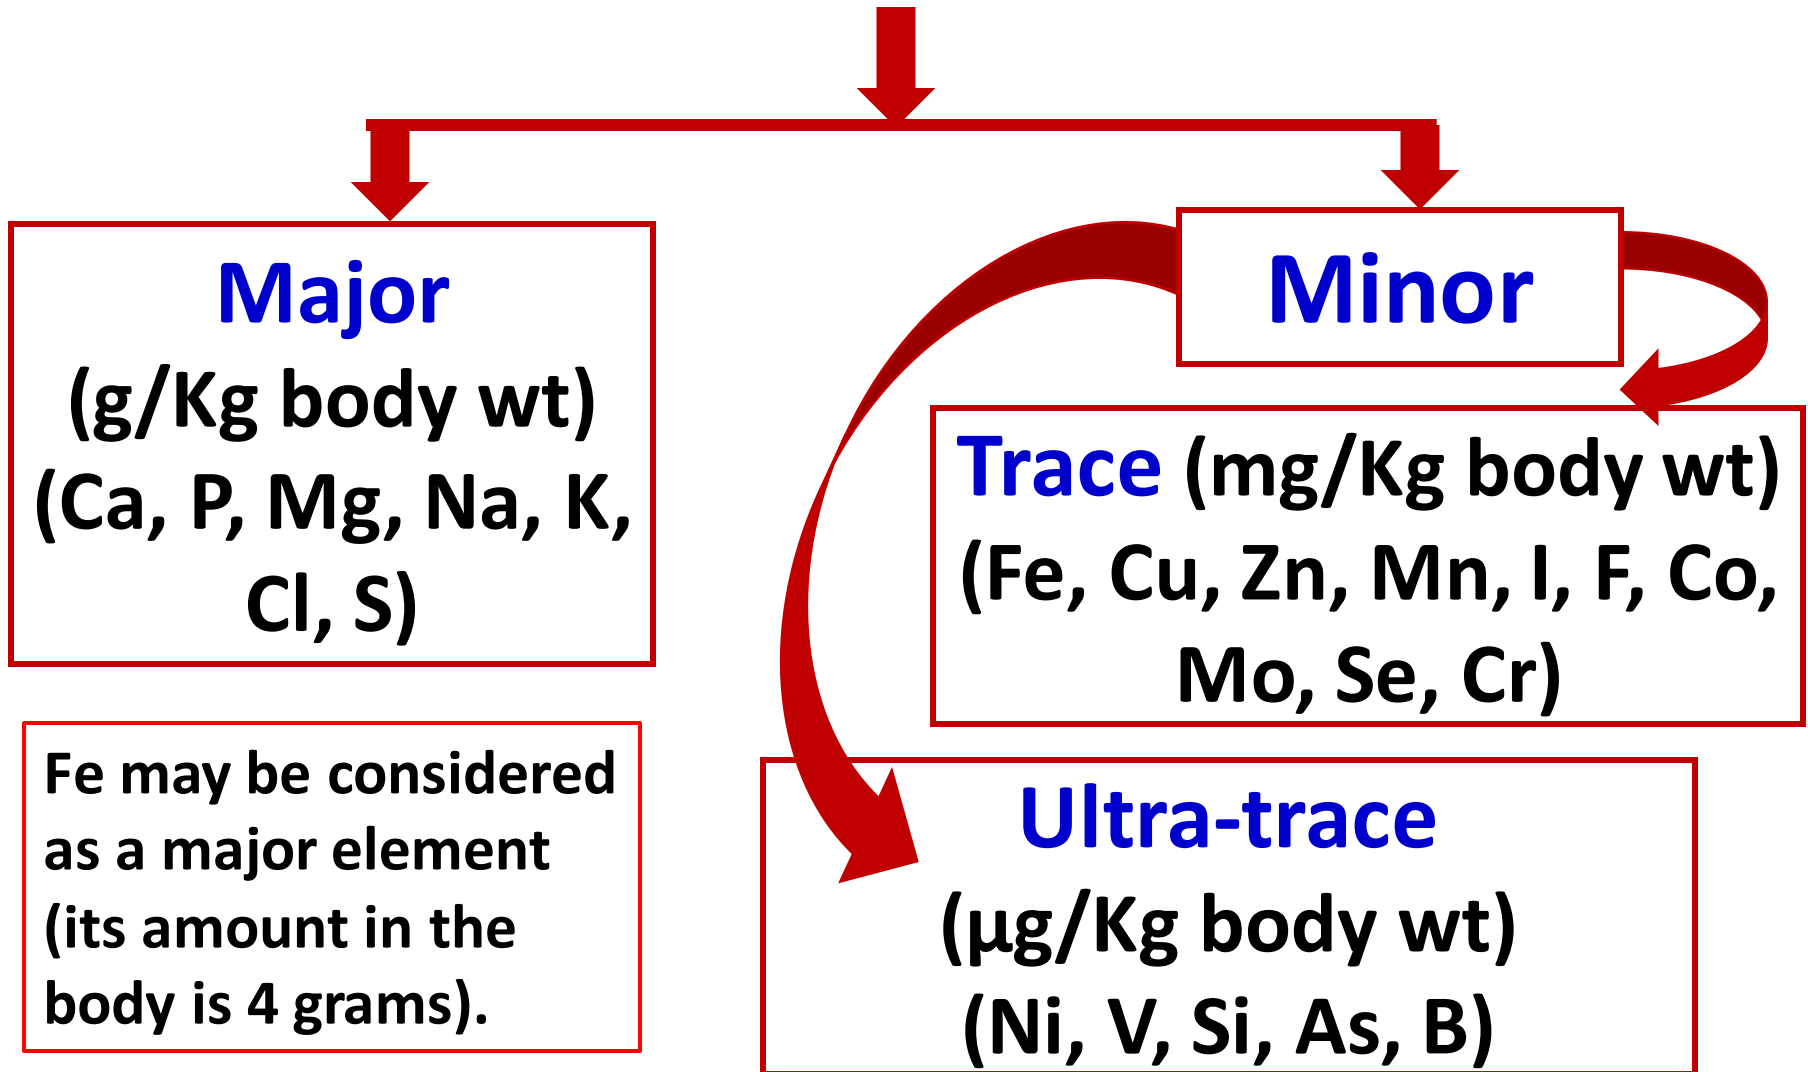 Major
(g/Kg body wt)
(Ca, P, Mg, Na, K,
Cl, S)
Minor
Trace (mg/Kg body wt)
(Fe, Cu, Zn, Mn, I, F, Co,
Mo, Se, Cr)
Fe may be considered
as a major element
(its amount in the
body is 4 grams).
Ultra-trace
(µg/Kg body wt)
(Ni, V, Si, As, B)